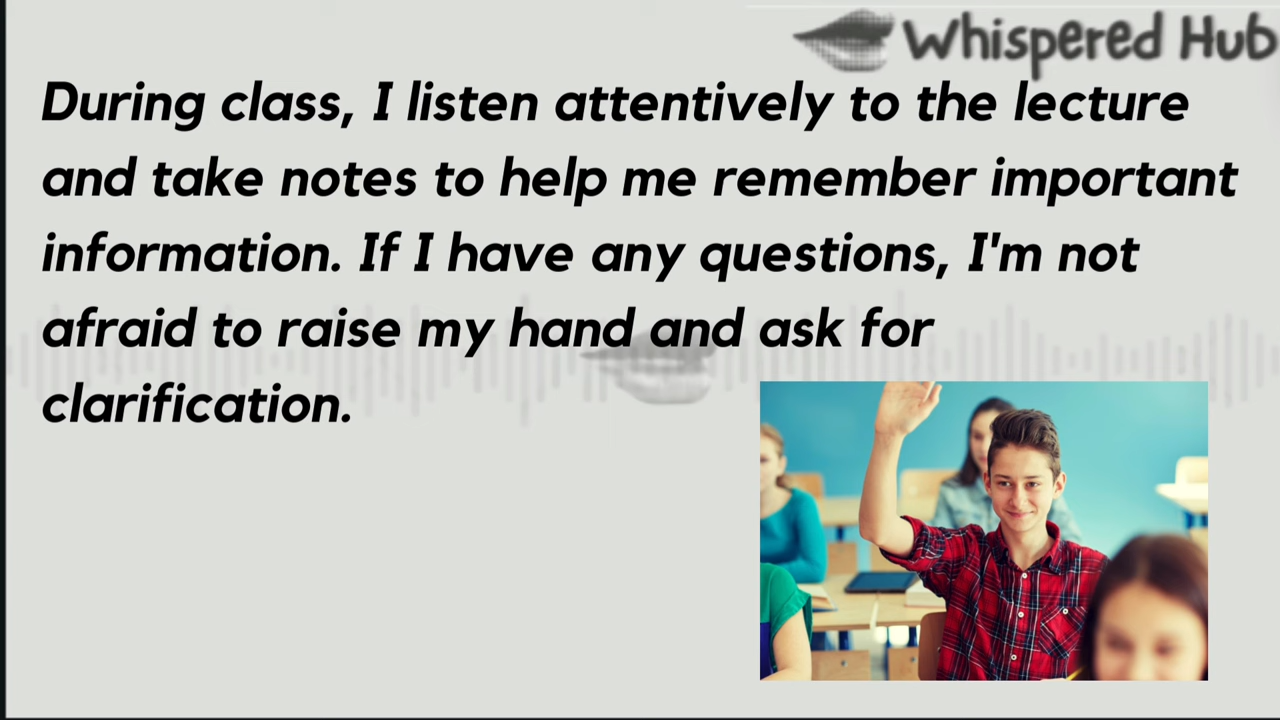 Whispered Hub
During class, I listen attentively to the lecture
and take notes to help me remember important
information. If I have any questions, I'm not
afraid to raise my hand and ask for
clarification.